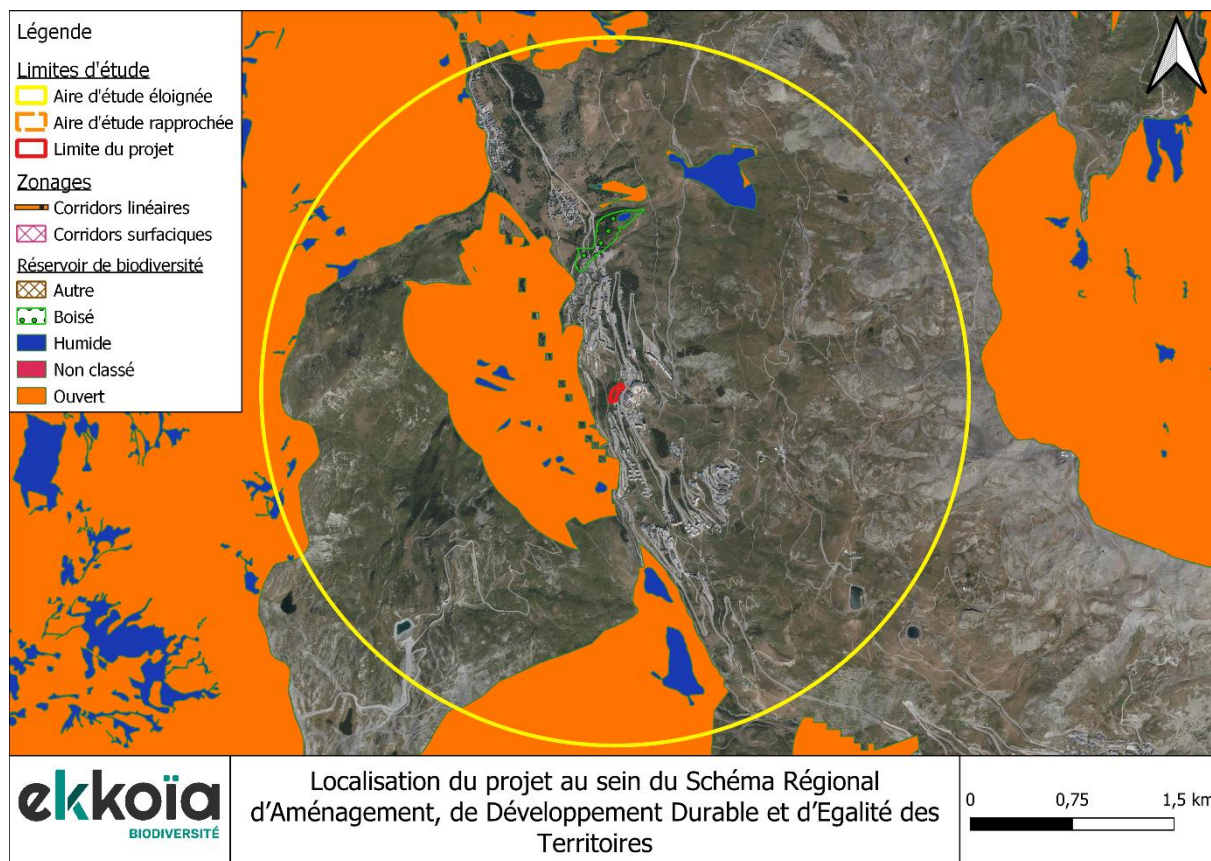 Légende
Limites d'étude
Aire d'étude éloignée
Aire d'étude rapprochée
Limite du projet
Zonages
Corridors linéaires
Corridors surfaciques
Réservoir de biodiversité
Autre
Boisé
Humide
Non classé
Ouvert
ekkoïa
BIODIVERSITÉ
Localisation du projet au sein du Schéma Régional
d'Aménagement, de Développement Durable et d'Egalité des
Territoires
0 0,75 1,5 km